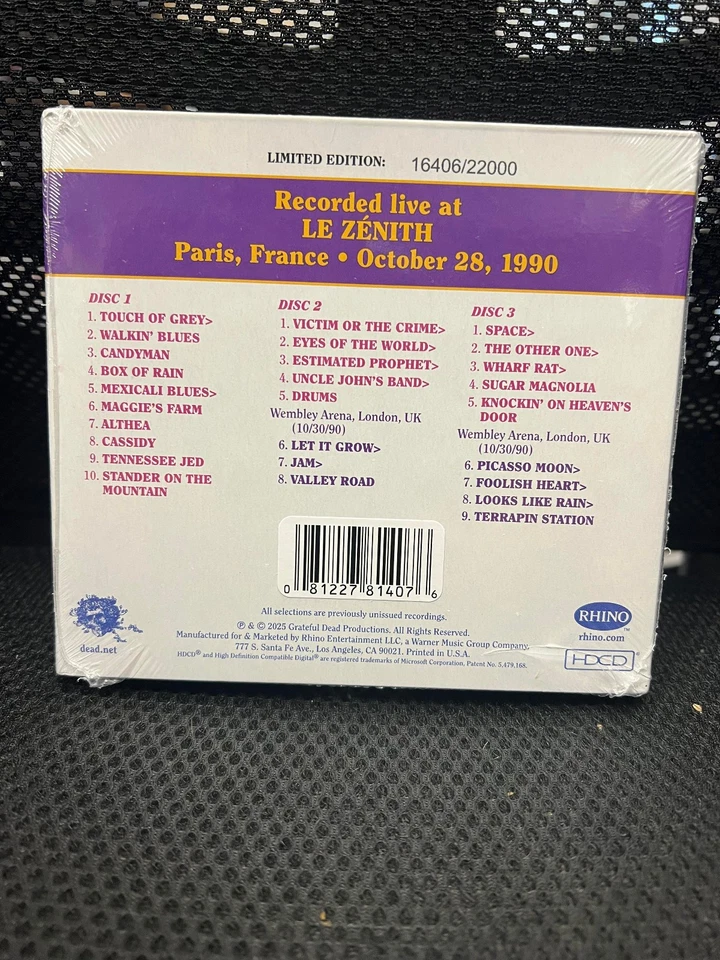 LIMITED EDITION: 16406/22000
Recorded live at
LE ZÉNITH
Paris, France • October 28, 1990
DISC 1
1. TOUCH OF GREY>
2. WALKIN' BLUES
3. CANDYMAN
4. BOX OF RAIN
5. MEXICALI BLUES>
6. MAGGIE'S FARM
7. ALTHEA
8. CASSIDY
9. TENNESSEE JED
10. STANDER ON THE
MOUNTAIN
DISC 2
1. VICTIM OR THE CRIME>
2. EYES OF THE WORLD>
3. ESTIMATED PROPHET>
4. UNCLE JOHN'S BAND>
5. DRUMS
Wembley Arena, London, UK
(10/30/90)
6. LET IT GROW>
7. JAM>
8. VALLEY ROAD
DISC 3
1. SPACE>
2. THE OTHER ONE>
3. WHARF RAT>
4. SUGAR MAGNOLIA
5. KNOCKIN' ON HEAVEN'S
DOOR
Wembley Arena, London, UK
(10/30/90)
6. PICASSO MOON>
7. FOOLISH HEART>
8. LOOKS LIKE RAIN>
9. TERRAPIN STATION
0 81227 81407 6
dead.net
All selections are previously unissued recordings.
℗ & © 2025 Grateful Dead Productions. All Rights Reserved.
Manufactured for & Marketed by Rhino Entertainment LLC, a Warner Music Group Company,
777 S. Santa Fe Ave., Los Angeles, CA 90021. Printed in U.S.A.
HDCD® and High Definition Compatible Digital® are registered trademarks of Microsoft Corporation, Patent No. 5,479,168.
RHINO
rhino.com
HDCD®